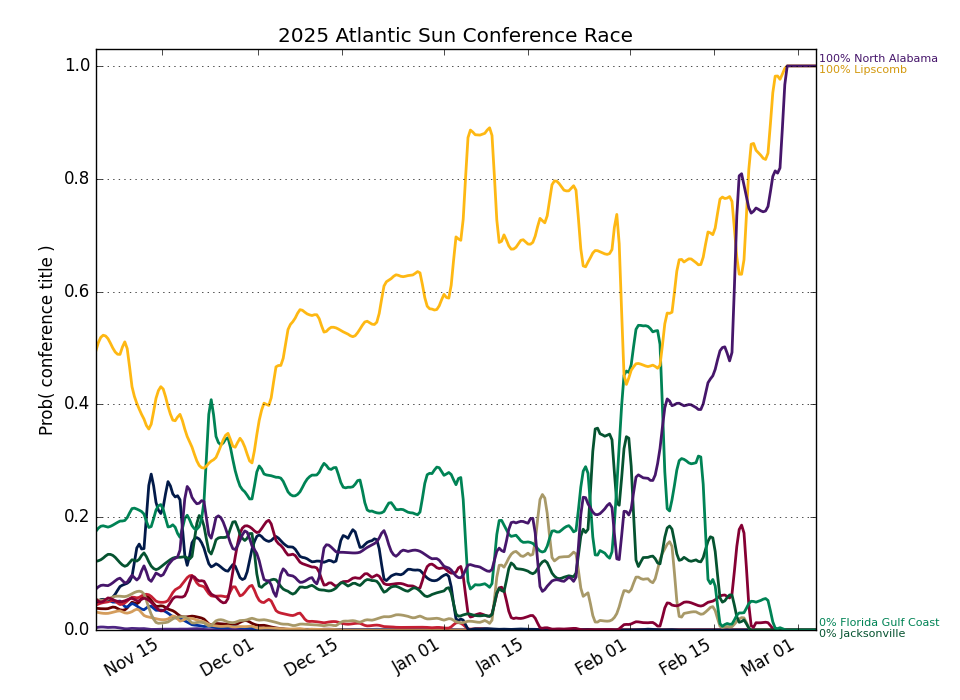 2025 Atlantic Sun Conference Race
1.0
0.8
0.6
0.4
0.2
0.0
Prob( conference title )
100% North Alabama
100% Lipscomb
0% Florida Gulf Coast
0% Jacksonville
Nov 15
Dec 01
Dec 15
Jan 01
Jan 15
Feb 01
Feb 15
Mar 01